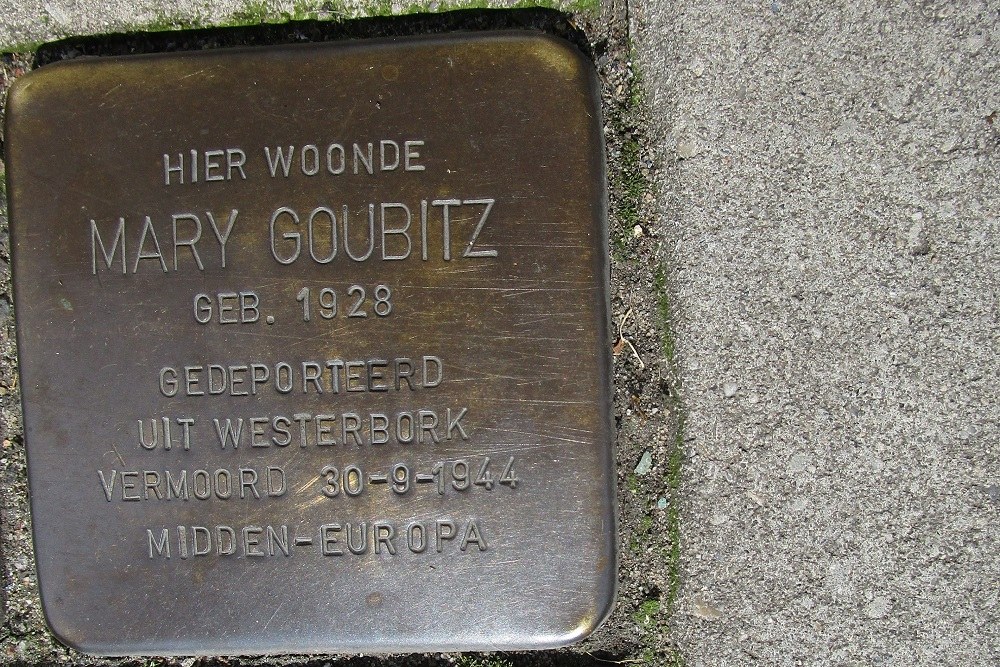 HIER WOONDE
MARY GOUBITZ
GEB. 1928
GEDEPORTEERD
UIT WESTERBORK
VERMOORD 30-9-1944
MIDDEN-EUROPA